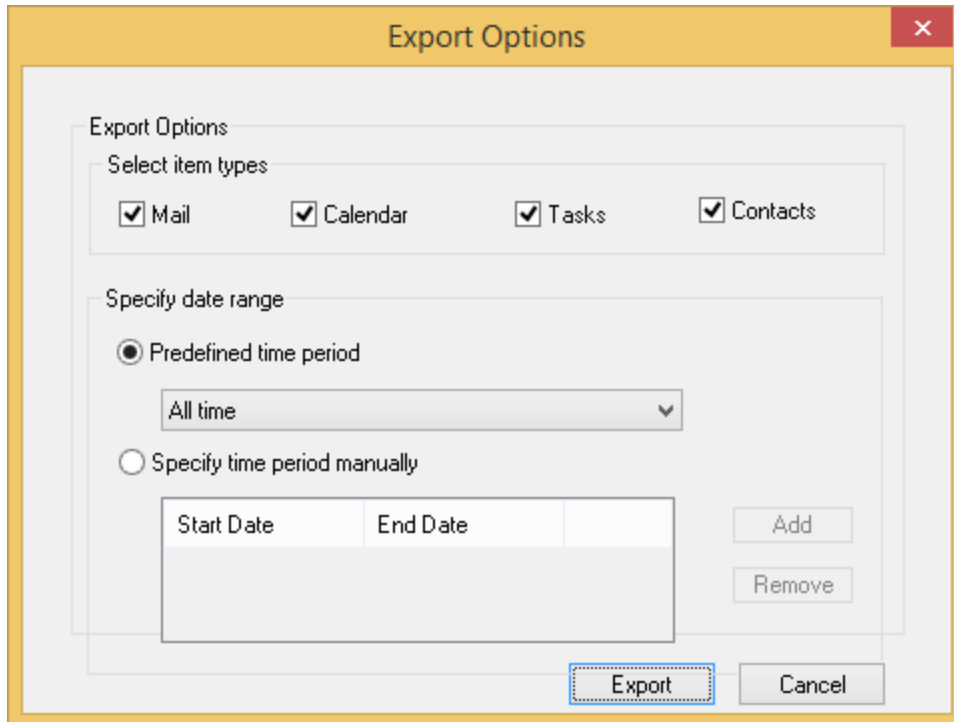 Export Options
Export Options
Select item types
Mail Calendar Tasks Contacts
Specify date range
Predefined time period
All time
Specify time period manually
Start Date End Date
Add
Remove
Export Cancel